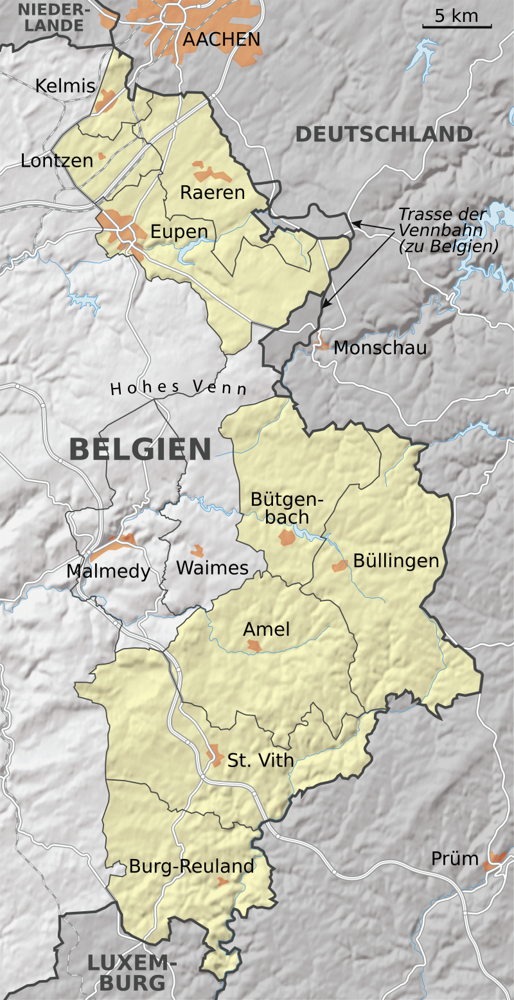 NIEDER-
LANDE
5 km
AACHEN
Kelmis
DEUTSCHLAND
Lontzen
Raeren
Trasse der
Vennbahn
(zu Belgien)
Eupen
Monschau
Hohes Venn
BELGIEN
Bütgen-
bach
Büllingen
Malmedy
Waimes
Amel
St. Vith
Prüm
Burg-Reuland
LUXEM-
BURG